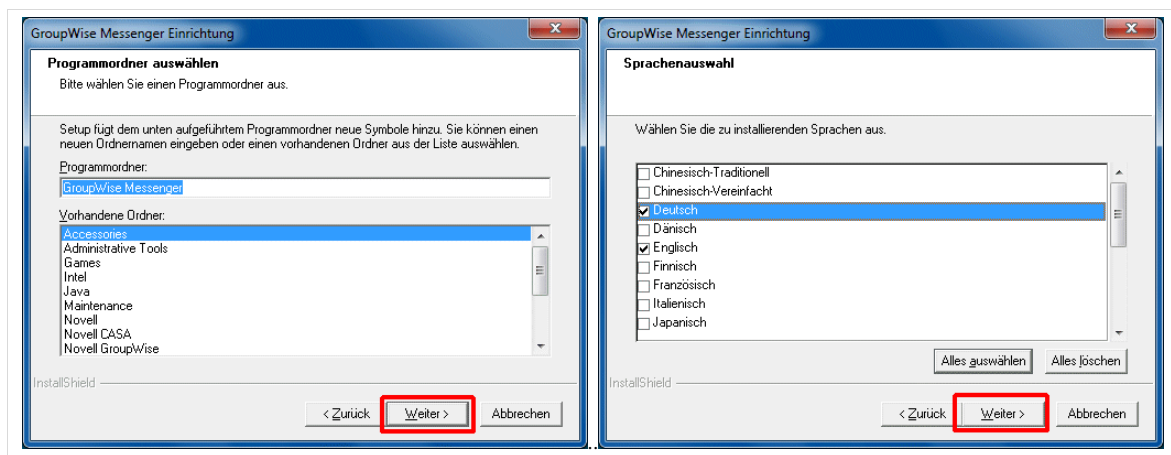 GroupWise Messenger Einrichtung
Programmordner auswählen
Bitte wählen Sie einen Programmordner aus.
Setup fügt dem unten aufgeführtem Programmordner neue Symbole hinzu. Sie können einen
neuen Ordnernamen eingeben oder einen vorhandenen Ordner aus der Liste auswählen.
Programmordner:
GroupWise Messenger
Vorhandene Ordner:
Accessories
Administrative Tools
Games
Intel
Java
Maintenance
Novell
Novell CASA
Novell GroupWise
InstallShield
< Zurück
Weiter >
Abbrechen
..
GroupWise Messenger Einrichtung
Sprachenauswahl
Wählen Sie die zu installierenden Sprachen aus.
Chinesisch-Traditionell
Chinesisch-Vereinfacht
Deutsch
Dänisch
Englisch
Finnisch
Französisch
Italienisch
Japanisch
Alles auswählen
Alles löschen
InstallShield
< Zurück
Weiter >
Abbrechen